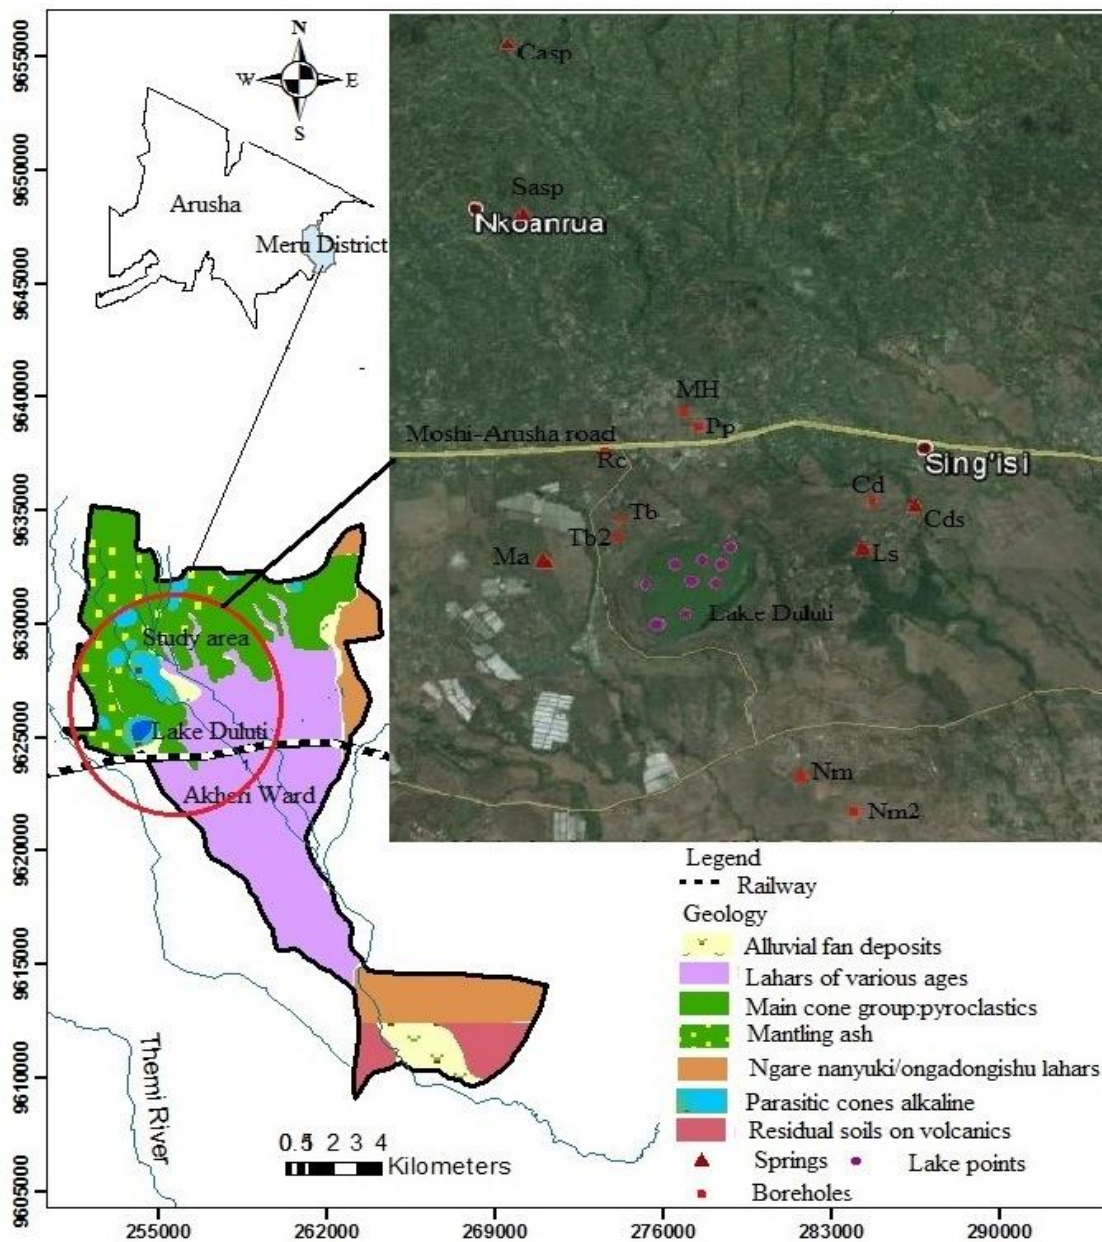 N
W E
S
9655000
9650000
9645000
9640000
9635000
9630000
9625000
9620000
9615000
9610000
9605000
Arusha
Meru District
Casp
Sasp
Nkoanrua
MH
Pp
Moshi-Arusha road
Rc
Sing'isi
Cd
Cds
Tb
Tb2
Ma
Ls
Lake Duluti
Nm
Nm2
Study area
Lake Duluti
Akheri Ward
Themi River
Legend
Railway
Geology
Alluvial fan deposits
Lahars of various ages
Main cone group:pyroclastics
Mantling ash
Ngare nanyuki/ongadongishu lahars
Parasitic cones alkaline
Residual soils on volcanics
Springs Lake points
Boreholes
2 3 4
Kilometers
255000 262000 269000 276000 283000 290000